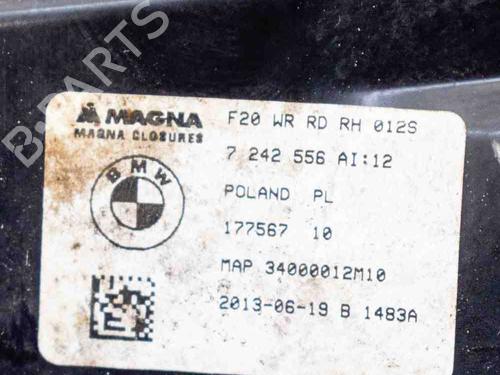 MAGNA
MAGNA CLOSURES
BMW
F20 WR RD RH 012S
7 242 556 AI:12
POLAND PL
177567 10
MAP 34000012M10
2013-06-19 B 1483A
B-PARTS